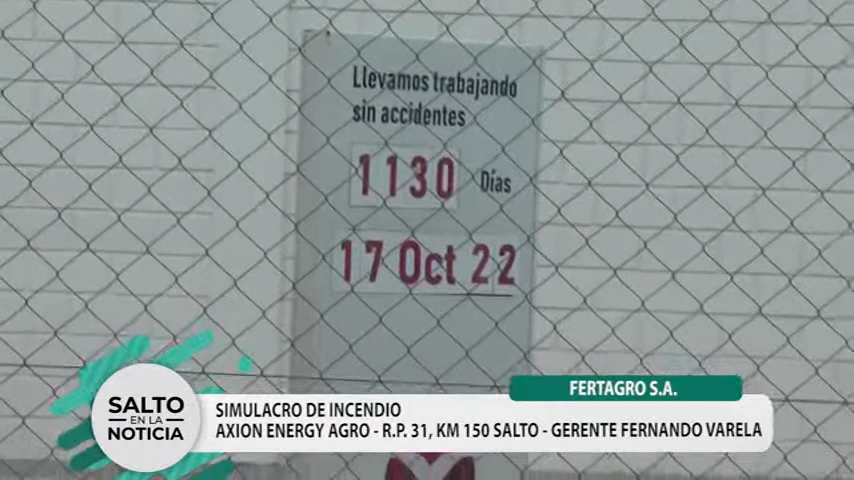 Llevamos trabajando
sin accidentes
1130 Días
17 Oct 22
FERTAGRO S.A.
SALTO
EN LA
NOTICIA
SIMULACRO DE INCENDIO
AXION ENERGY AGRO - R.P. 31, KM 150 SALTO - GERENTE FERNANDO VARELA